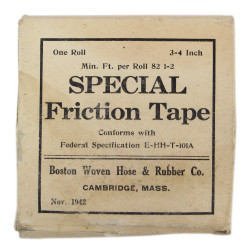 One Roll 3-4 Inch
Min. Ft. per Roll 82 1-2
SPECIAL
Friction Tape
Conforms with
Federal Specification E-HH-T-101A
Boston Woven Hose & Rubber Co.
CAMBRIDGE, MASS.
Nov. 1942